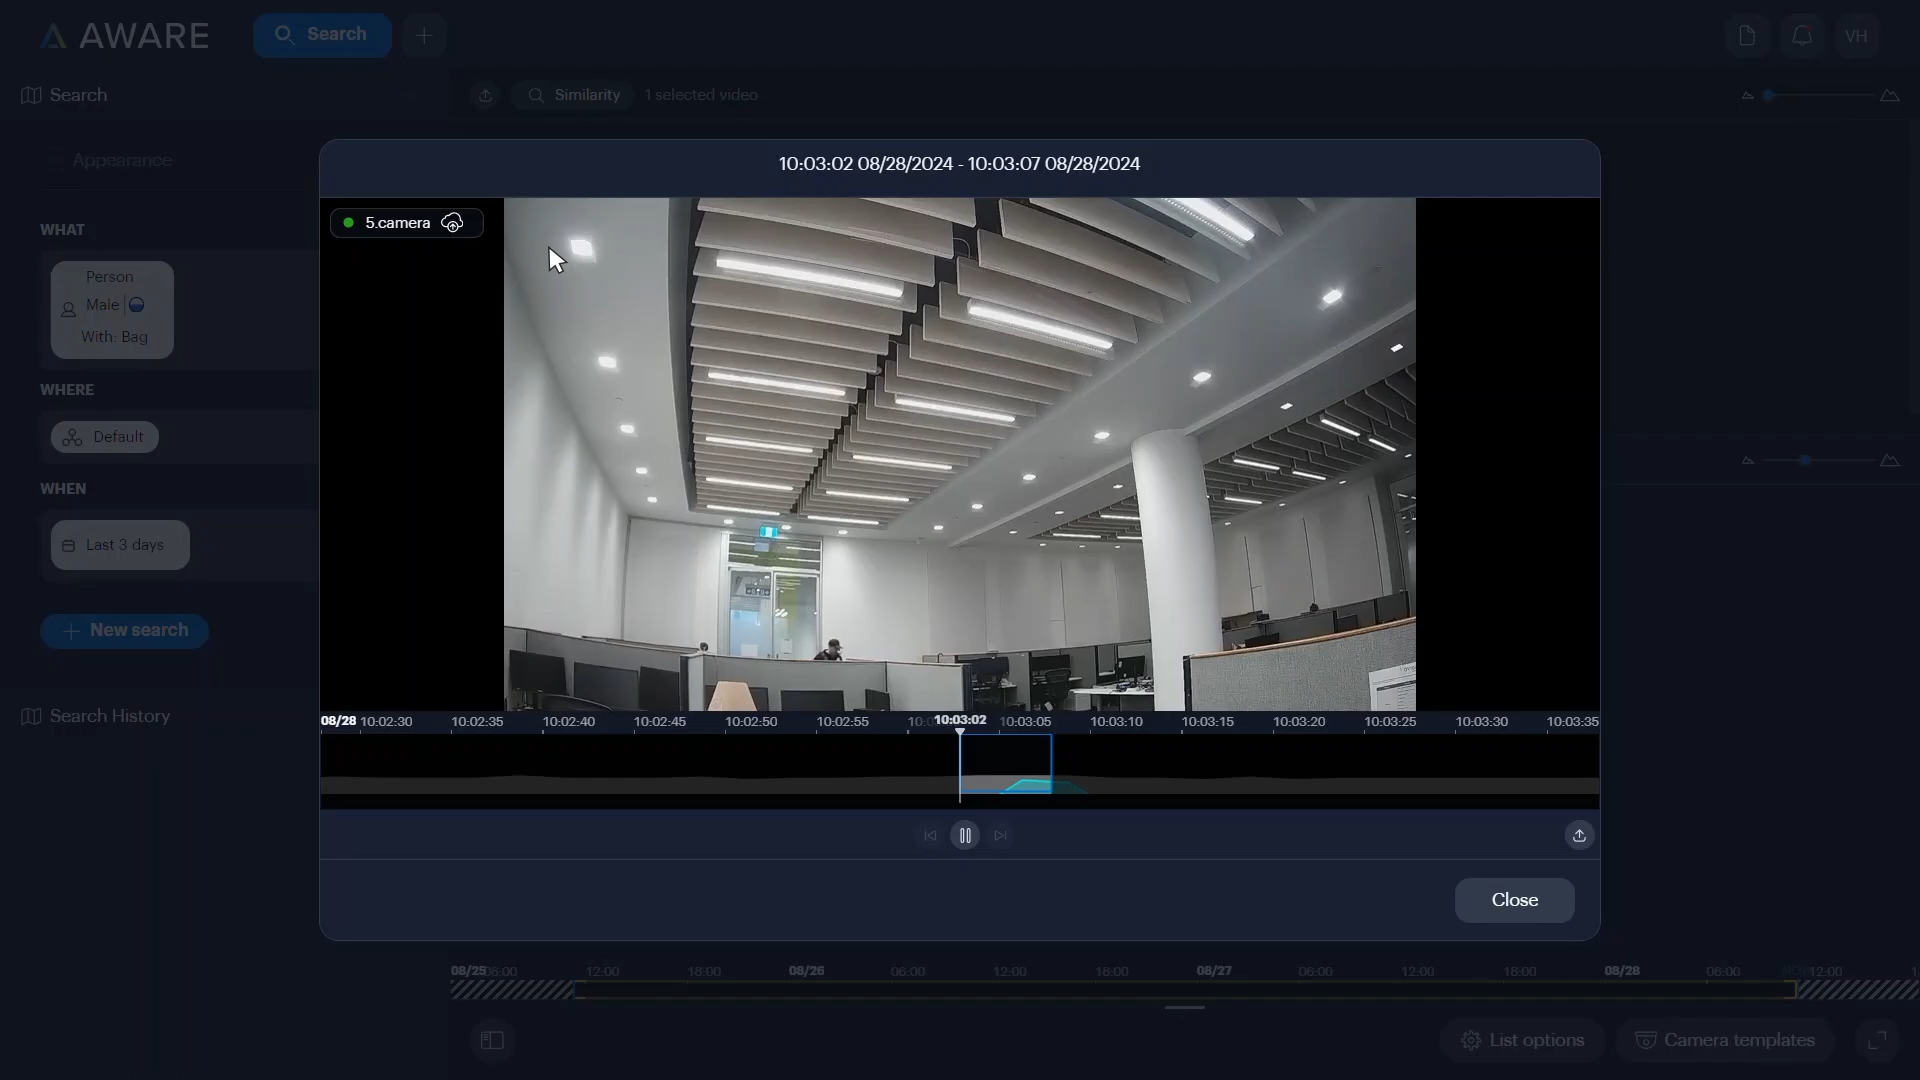 AWARE
Search
VH
Search
Similarity
1 selected video
Appearance
10:03:02 08/28/2024 - 10:03:07 08/28/2024
5.camera
WHAT
Person
Male
With: Bag
WHERE
Default
WHEN
Last 3 days
New search
Search History
08/28 10:02:30 10:02:35 10:02:40 10:02:45 10:02:50 10:02:55 10:03:02 10:03:05 10:03:10 10:03:15 10:03:20 10:03:25 10:03:30 10:03:35
Close
08/25 06:00 12:00 18:00 08/26 06:00 12:00 18:00 08/27 06:00 12:00 18:00 08/28 06:00 12:00
List options
Camera templates